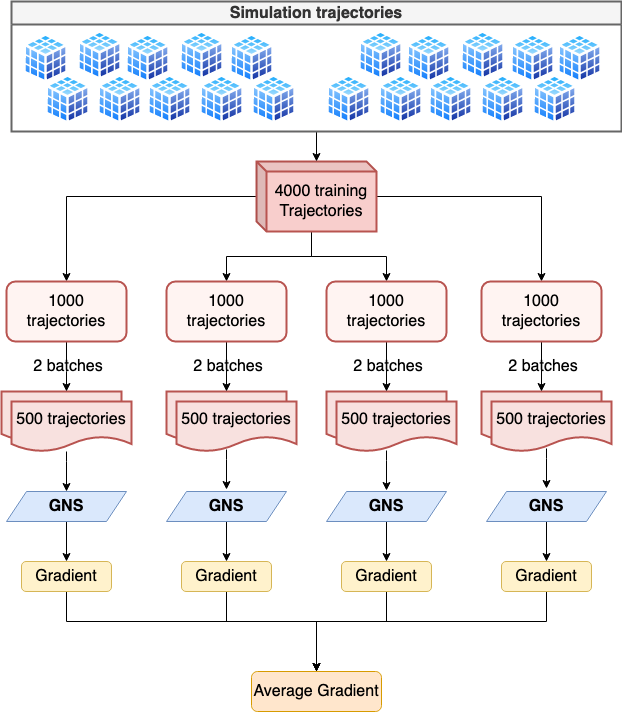 Simulation trajectories
4000 training
Trajectories
1000
trajectories
1000
trajectories
1000
trajectories
1000
trajectories
2 batches
2 batches
2 batches
2 batches
500 trajectories
500 trajectories
500 trajectories
500 trajectories
GNS
GNS
GNS
GNS
Gradient
Gradient
Gradient
Gradient
Average Gradient